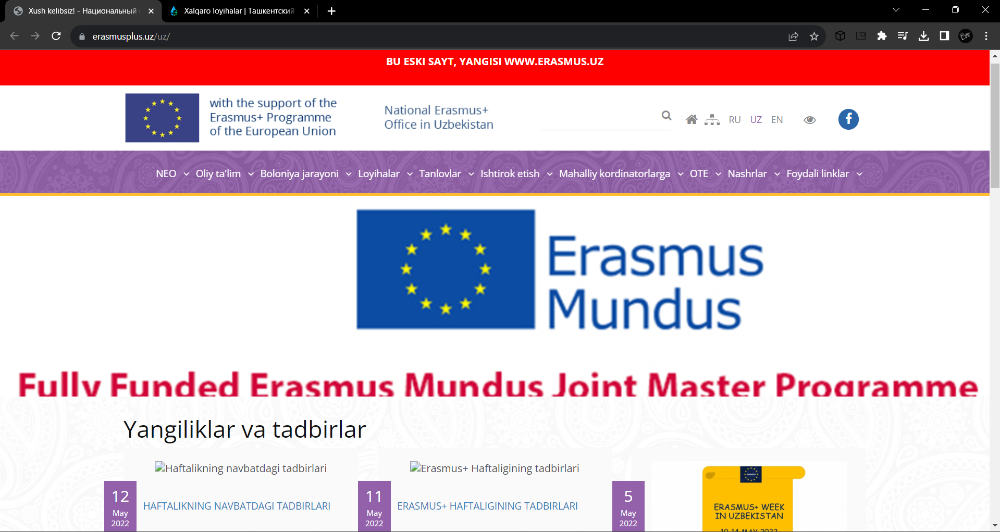 Xush kelibsiz! - Национальный
Xalqaro loyihalar | Ташкентский
erasmusplus.uz/uz/
BU ESKI SAYT, YANGISI WWW.ERASMUS.UZ
with the support of the
Erasmus+ Programme
of the European Union
National Erasmus+
Office in Uzbekistan
RU UZ EN
NEO Oliy ta'lim Boloniya jarayoni Loyihalar Tanlovlar Ishtirok etish Mahalliy kordinatorlarga OTE Nashrlar Foydali linklar
Erasmus
Mundus
Fully Funded Erasmus Mundus Joint Master Programme
Yangiliklar va tadbirlar
Haftalikning navbatdagi tadbirlari
12
May
2022
HAFTALIKNING NAVBATDAGI TADBIRLARI
Erasmus+ Haftaligining tadbirlari
11
May
2022
ERASMUS+ HAFTALIGINING TADBIRLARI
5
May
2022
ERASMUS+ WEEK
IN UZBEKISTAN
10-14 MAY 2022